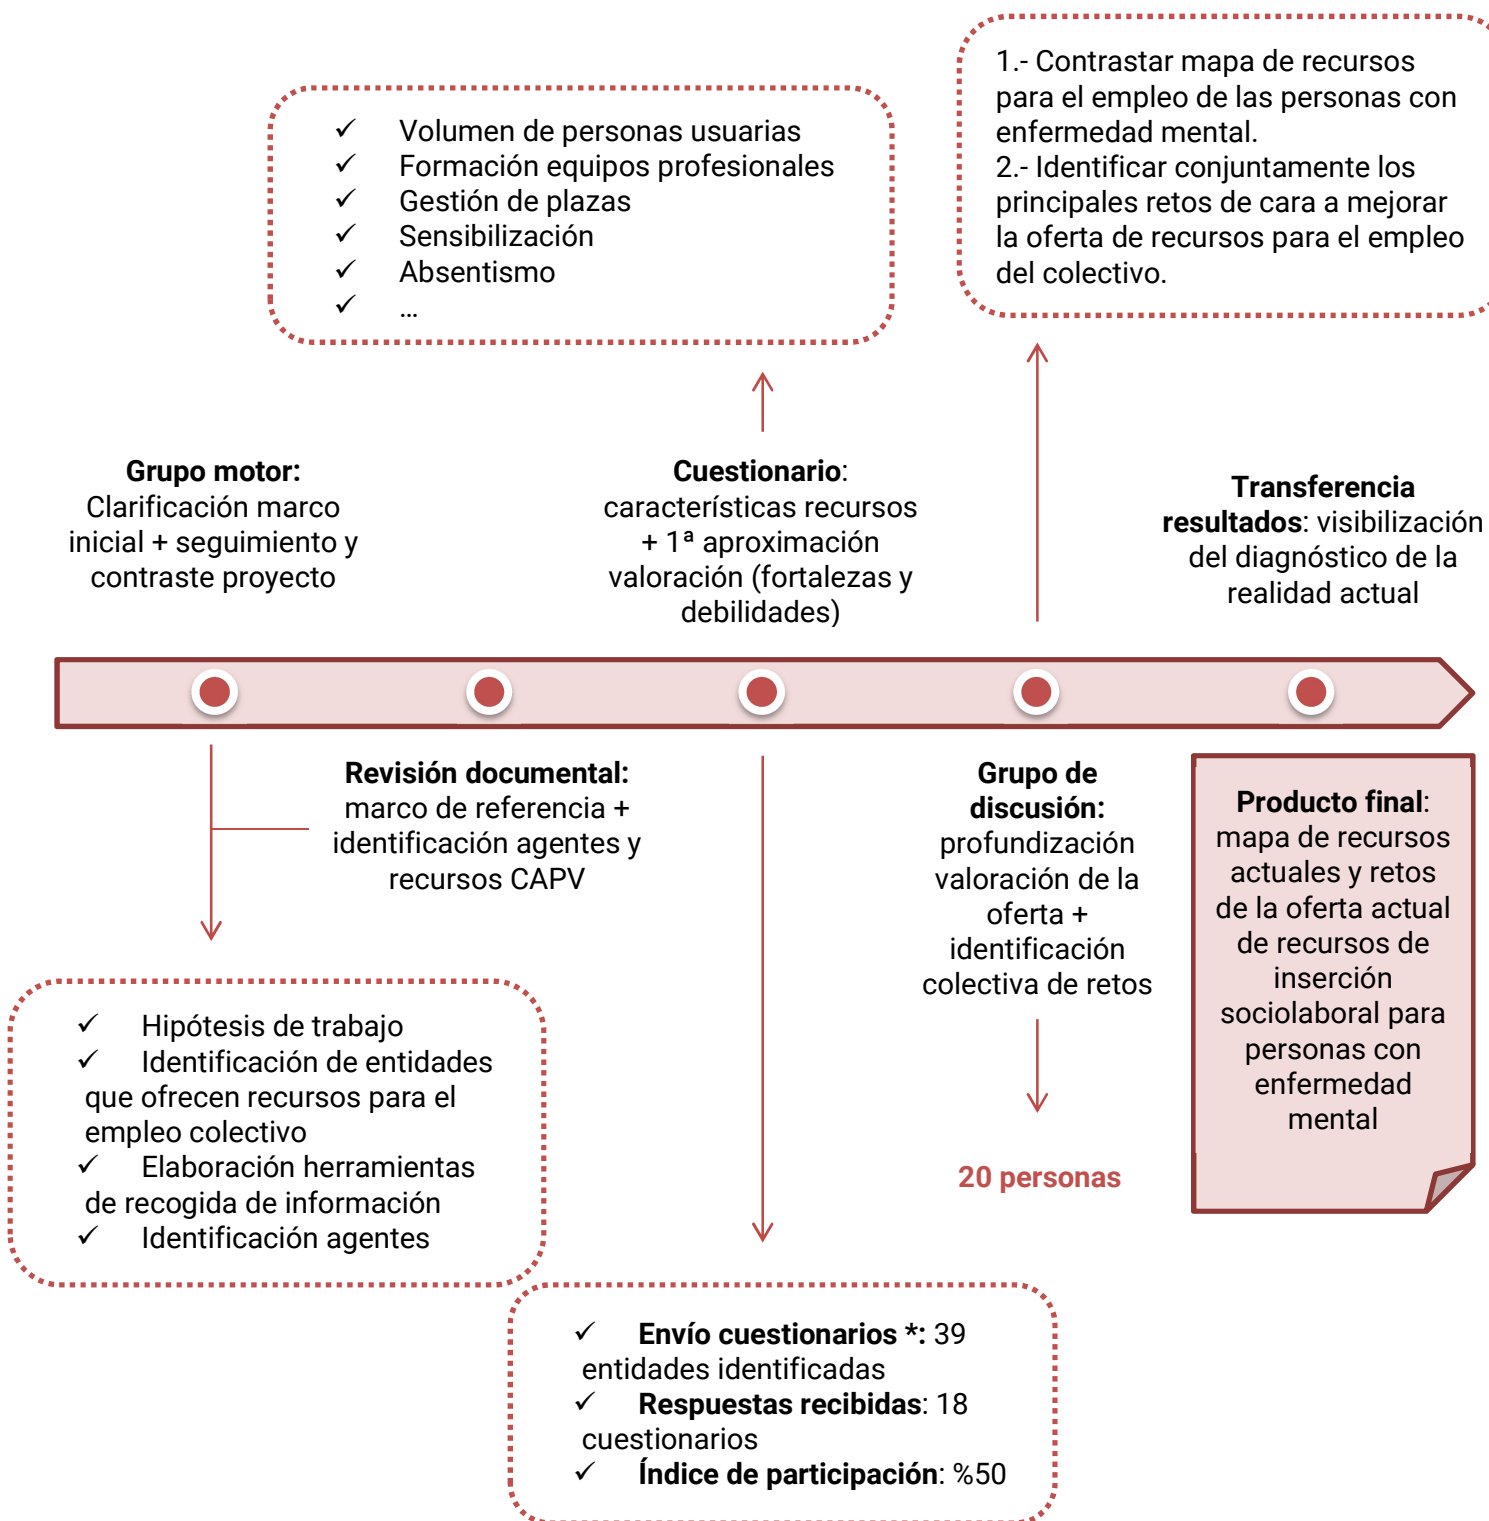 ✓ Volumen de personas usuarias
✓ Formación equipos profesionales
✓ Gestión de plazas
✓ Sensibilización
✓ Absentismo
✓ ...
1.- Contrastar mapa de recursos
para el empleo de las personas con
enfermedad mental.
2.- Identificar conjuntamente los
principales retos de cara a mejorar
la oferta de recursos para el empleo
del colectivo.
Grupo motor:
Clarificación marco
inicial + seguimiento y
contraste proyecto
Cuestionario:
características recursos
+ 1ª aproximación
valoración (fortalezas y
debilidades)
Transferencia
resultados: visibilización
del diagnóstico de la
realidad actual
Revisión documental:
marco de referencia +
identificación agentes y
recursos CAPV
Grupo de
discusión:
profundización
valoración de la
oferta +
identificación
colectiva de retos
20 personas
Producto final:
mapa de recursos
actuales y retos
de la oferta actual
de recursos de
inserción
sociolaboral para
personas con
enfermedad
mental
✓ Hipótesis de trabajo
✓ Identificación de entidades
que ofrecen recursos para el
empleo colectivo
✓ Elaboración herramientas
de recogida de información
✓ Identificación agentes
✓ Envío cuestionarios *: 39
entidades identificadas
✓ Respuestas recibidas: 18
cuestionarios
✓ Índice de participación: %50